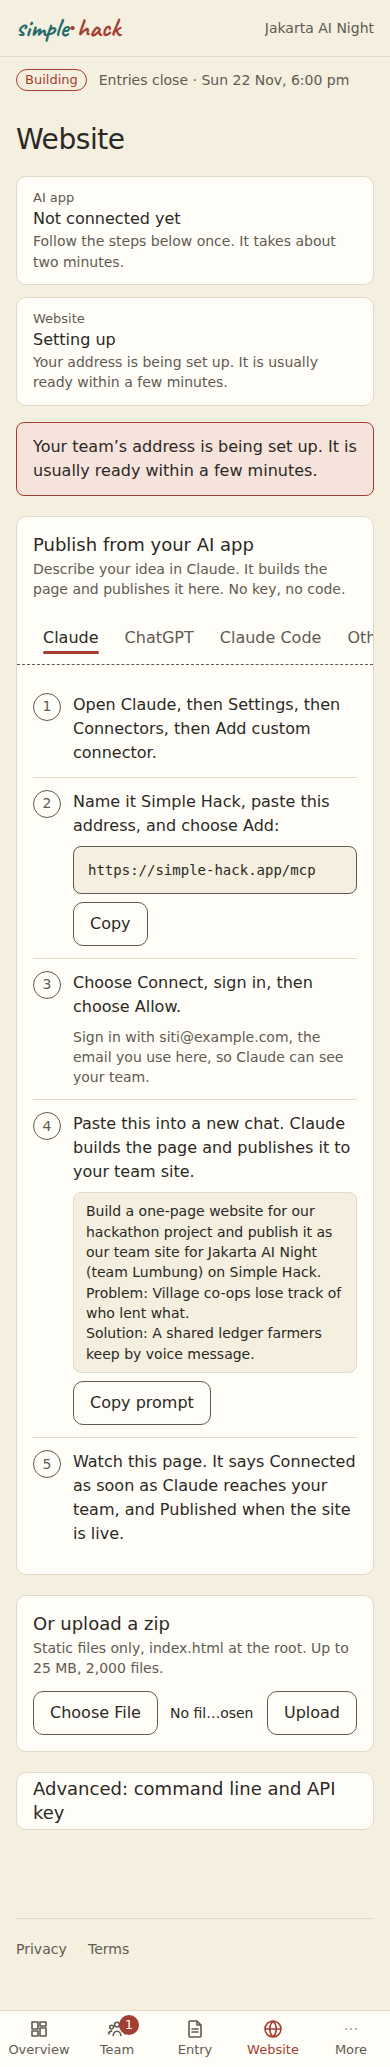 simple·hack
Jakarta AI Night
Building
Entries close · Sun 22 Nov, 6:00 pm
Website
AI app
Not connected yet
Follow the steps below once. It takes about
two minutes.
Website
Setting up
Your address is being set up. It is usually
ready within a few minutes.
Your team’s address is being set up. It is
usually ready within a few minutes.
Publish from your AI app
Describe your idea in Claude. It builds the
page and publishes it here. No key, no code.
Claude ChatGPT Claude Code Oth
1
Open Claude, then Settings, then
Connectors, then Add custom
connector.
2
Name it Simple Hack, paste this
address, and choose Add:
https://simple-hack.app/mcp
Copy
3
Choose Connect, sign in, then
choose Allow.
Sign in with siti@example.com, the
email you use here, so Claude can see
your team.
4
Paste this into a new chat. Claude
builds the page and publishes it to
your team site.
Build a one-page website for our
hackathon project and publish it as
our team site for Jakarta AI Night
(team Lumbung) on Simple Hack.
Problem: Village co-ops lose track of
who lent what.
Solution: A shared ledger farmers
keep by voice message.
Copy prompt
5
Watch this page. It says Connected
as soon as Claude reaches your
team, and Published when the site
is live.
Or upload a zip
Static files only, index.html at the root. Up to
25 MB, 2,000 files.
Choose File No fil…osen Upload
Advanced: command line and API
key
Privacy Terms
1
Overview Team Entry Website More